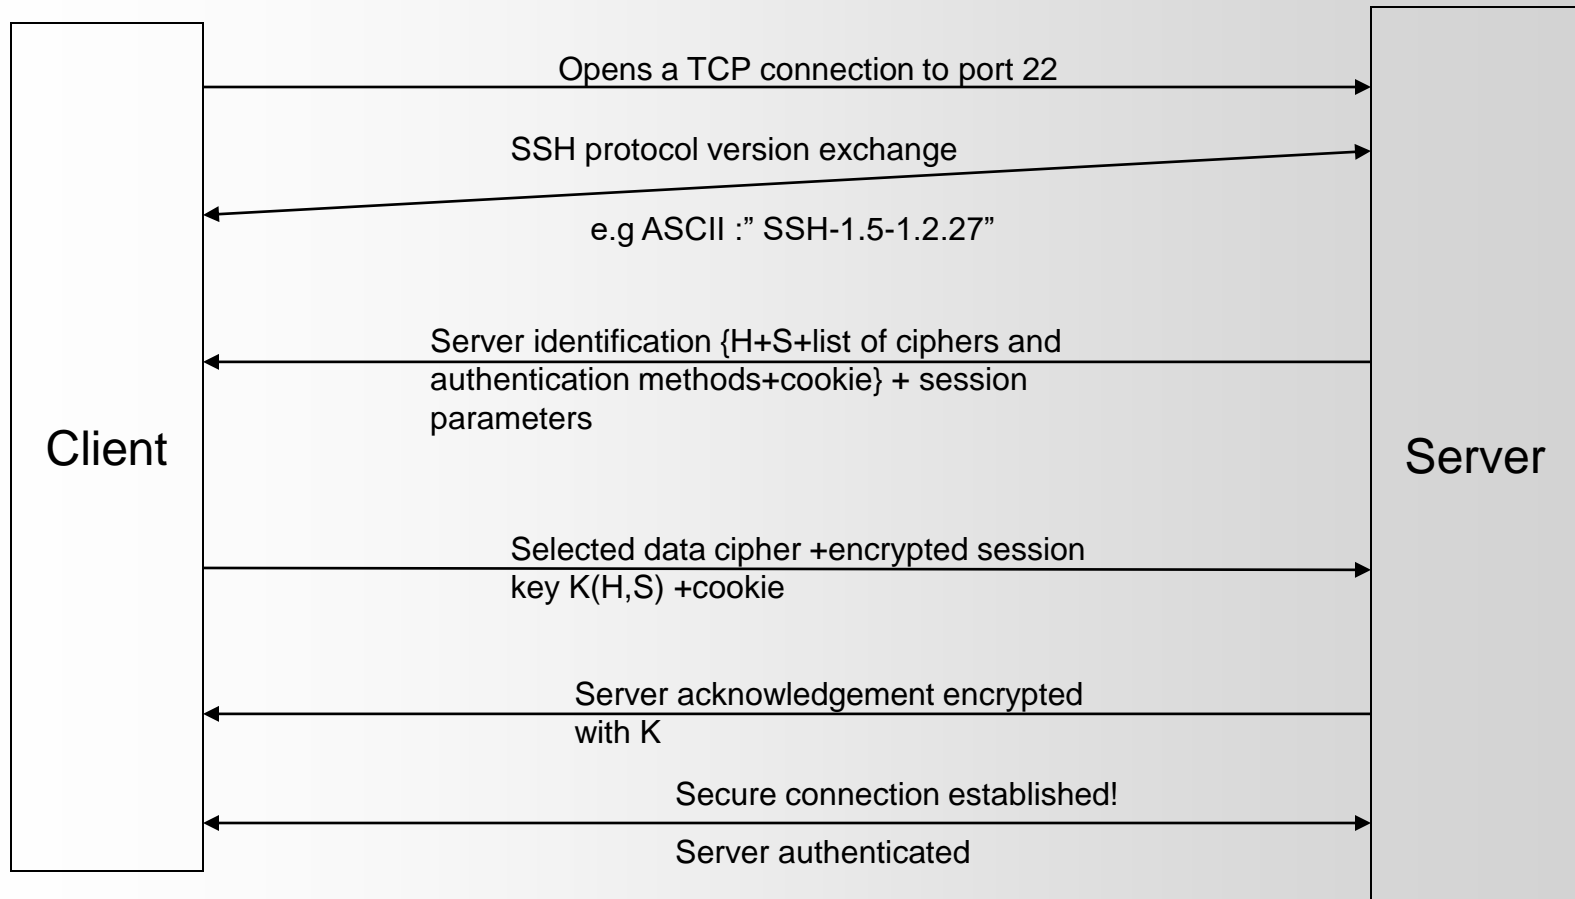 Opens a TCP connection to port 22
SSH protocol version exchange
e.g ASCII :” SSH-1.5-1.2.27”
Server identification {H+S+list of ciphers and
authentication methods+cookie} + session
parameters
Client
Server
Selected data cipher +encrypted session
key K(H,S) +cookie
Server acknowledgement encrypted
with K
Secure connection established!
Server authenticated